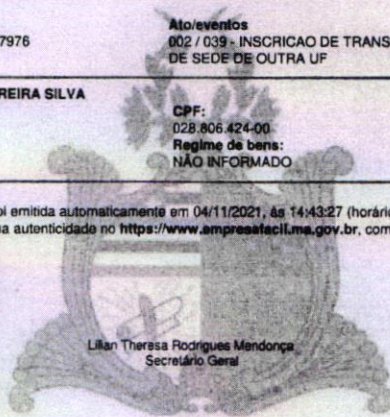 7976
Ato/eventos
002 / 039 - INSCRICAO DE TRANS
DE SEDE DE OUTRA UF
REIRA SILVA
CPF:
028.806.424-00
Regime de bens:
NÃO INFORMADO
oi emitida automaticamente em 04/11/2021, às 14:43:27 (horário
a autenticidade no https://www.empresafacil.ma.gov.br, com
Lilian Theresa Rodrigues Mendonça
Secretário Geral